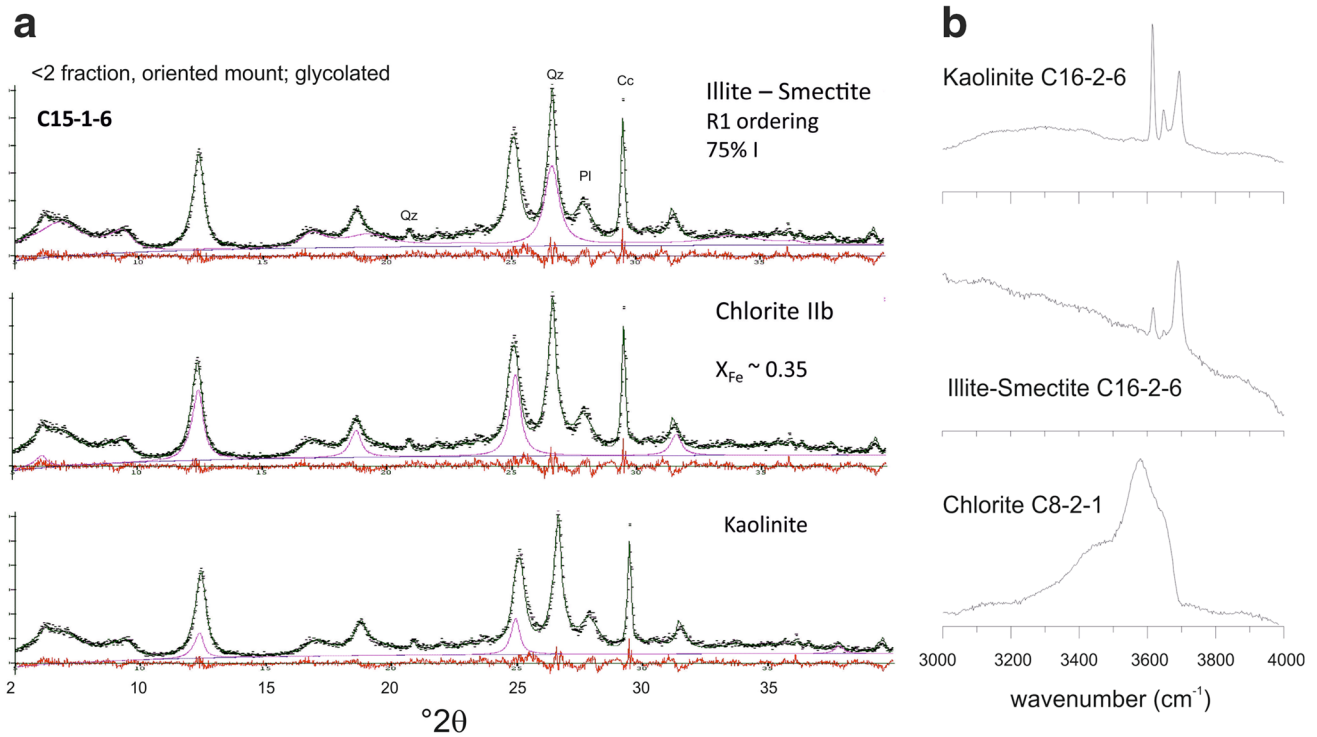 a
<2 fraction, oriented mount; glycolated
C15-1-6
Qz
Qz
Pl
Cc
Illite – Smectite
R1 ordering
75% I
10
15
25
30
35
Chlorite IIb
XFe ~ 0.35
15
25
30
Kaolinite
2
10
15
20
25
30
35
°2θ
b
Kaolinite C16-2-6
Illite-Smectite C16-2-6
Chlorite C8-2-1
3000
3200
3400
3600
3800
4000
wavenumber (cm-1)